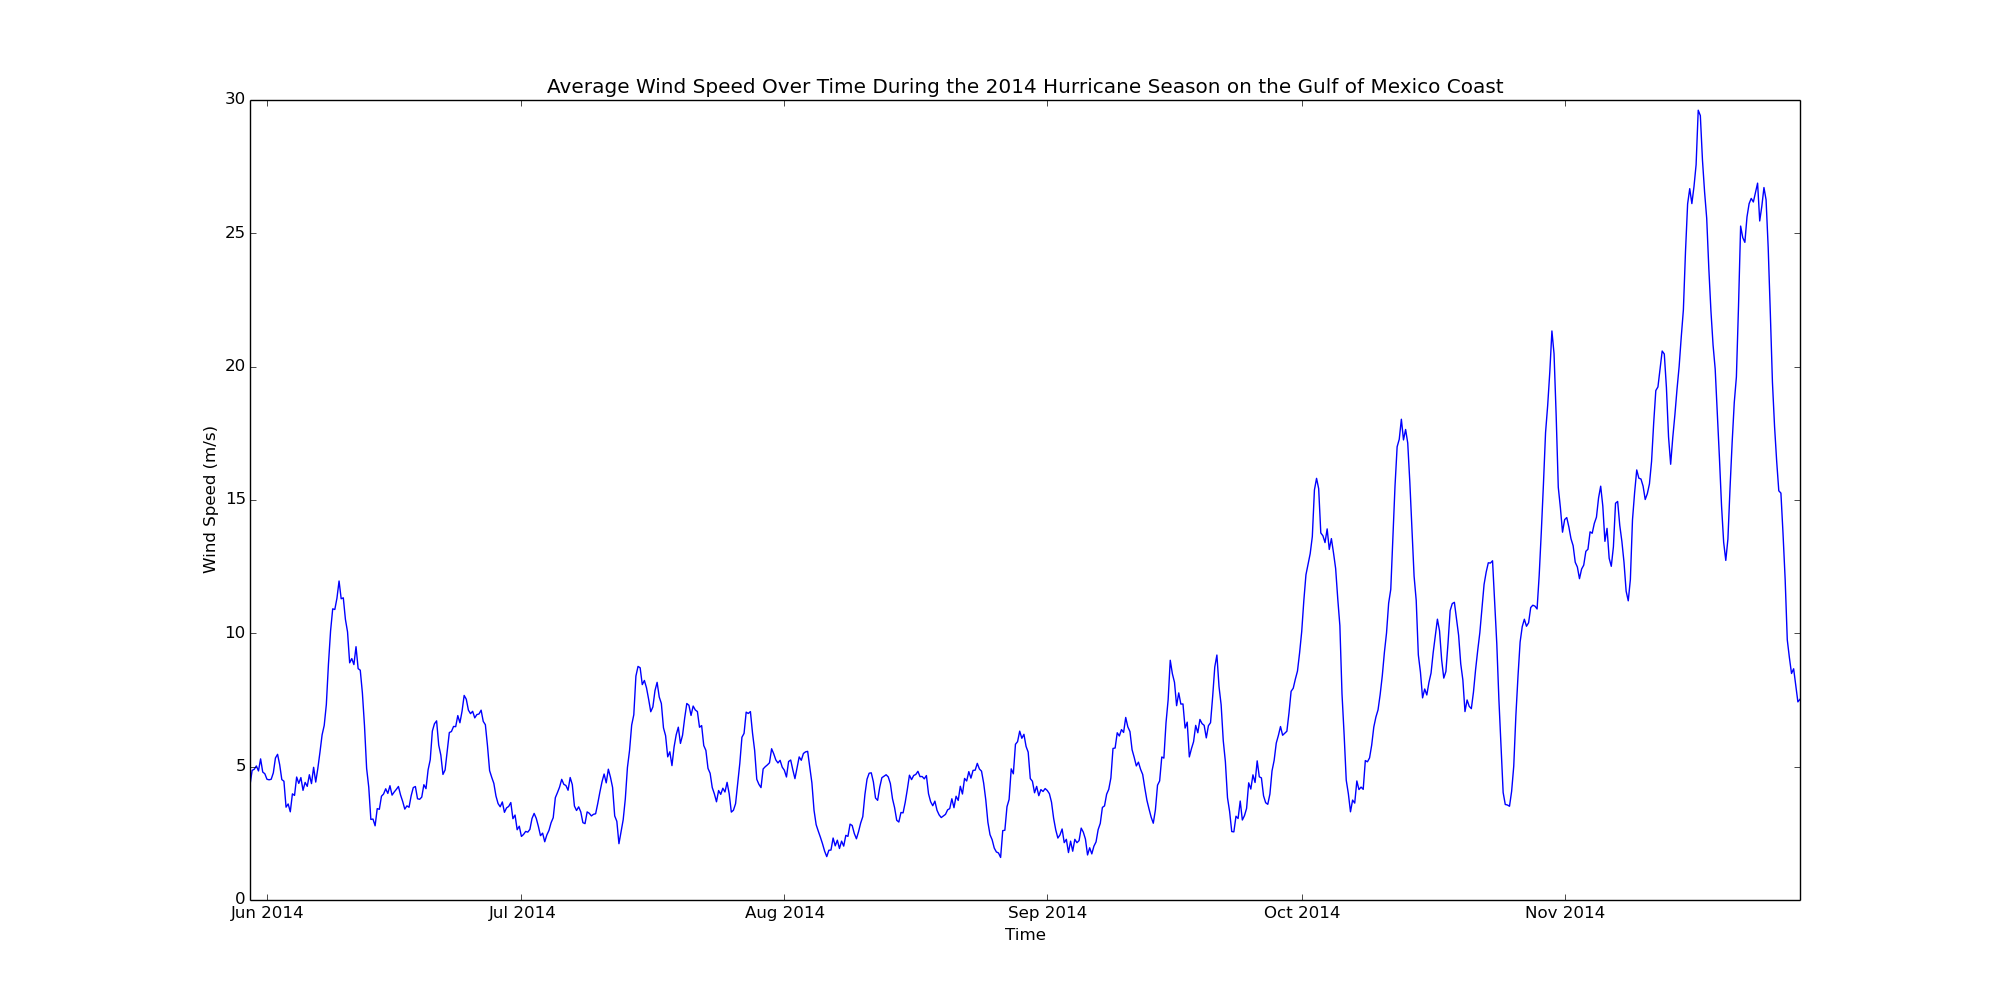 Average Wind Speed Over Time During the 2014 Hurricane Season on the Gulf of Mexico Coast
30
25
20
15
10
5
0
Wind Speed (m/s)
Jun 2014 Jul 2014 Aug 2014 Sep 2014 Oct 2014 Nov 2014
Time